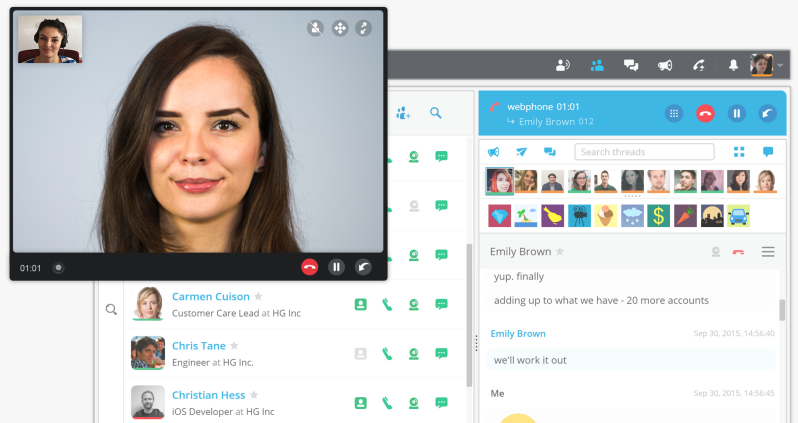 01:01
webphone 01:01
Emily Brown 012
Search threads
Emily Brown
yup. finally
adding up to what we have - 20 more accounts
Emily Brown Sep 30, 2015, 14:56:40
we'll work it out
Me Sep 30, 2015, 14:56:45
Carmen Cuison
Customer Care Lead at HG Inc
Chris Tane
Engineer at HG Inc.
Christian Hess
iOS Developer at HG Inc
$